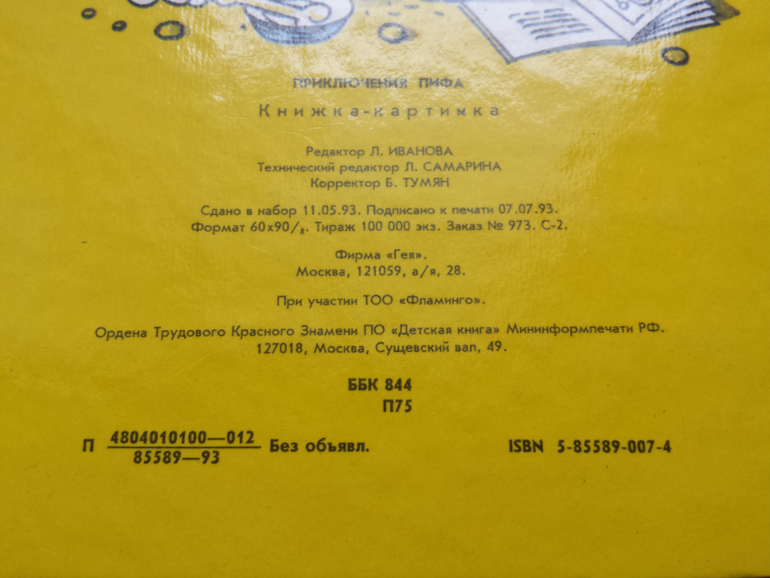 ПРИКЛЮЧЕНИЯ ПИФА
Книжка-картинка
Редактор Л. ИВАНОВА
Технический редактор Л. САМАРИНА
Корректор Б. ТУМЯН
Сдано в набор 11.05.93. Подписано к печати 07.07.93.
Формат 60х90/8. Тираж 100 000 экз. Заказ № 973. С-2.
Фирма «Гея».
Москва, 121059, а/я, 28.
При участии ТОО «Фламинго».
Ордена Трудового Красного Знамени ПО «Детская книга» Мининформпечати РФ.
127018, Москва, Сущевский вал, 49.
ББК 844
П75
П 4804010100—012 Без объявл. ISBN 5-85589-007-4
85589—93